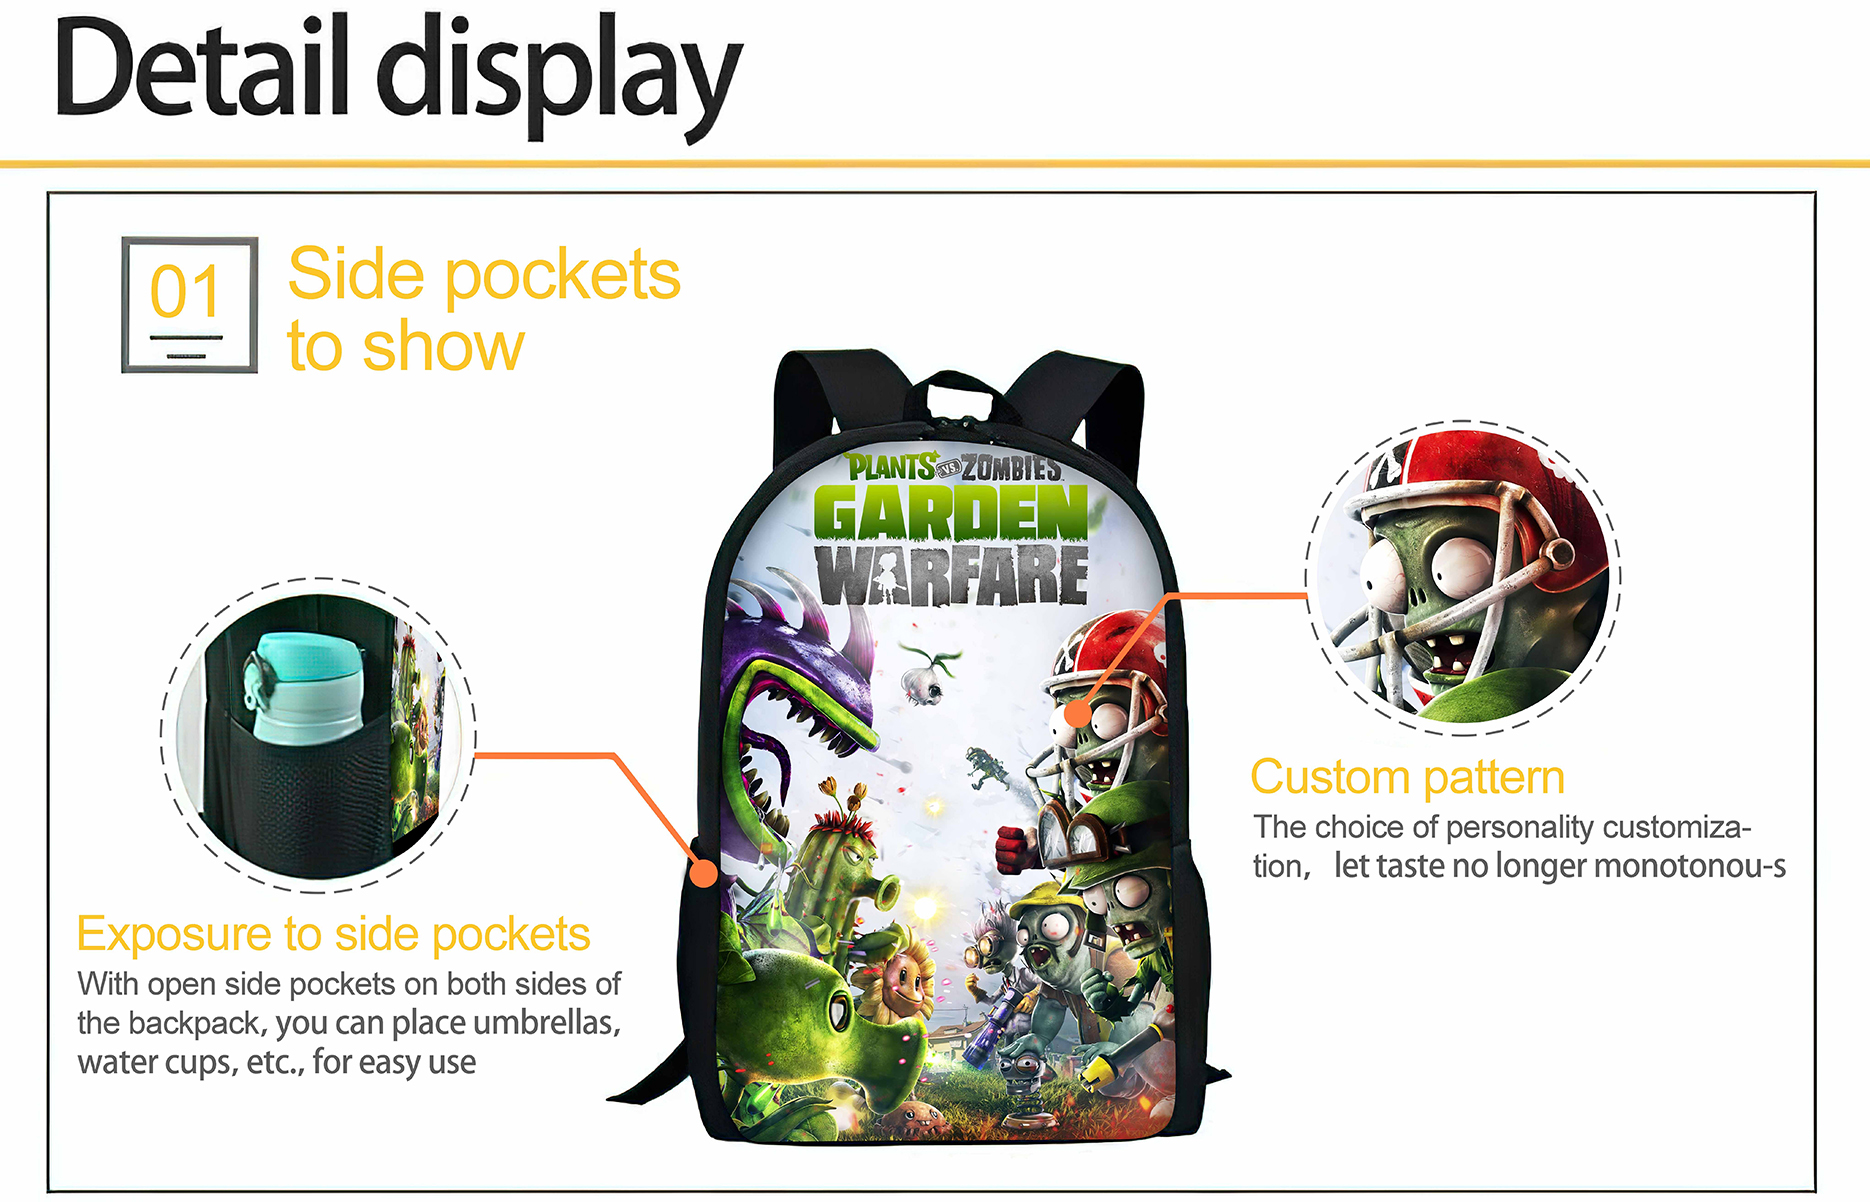 Detail display
01
Side pockets
to show
PLANTS VS. ZOMBIES
GARDEN
WARFARE
Custom pattern
The choice of personality customiza-
tion, let taste no longer monotonou-s
Exposure to side pockets
With open side pockets on both sides of
the backpack, you can place umbrellas,
water cups, etc., for easy use